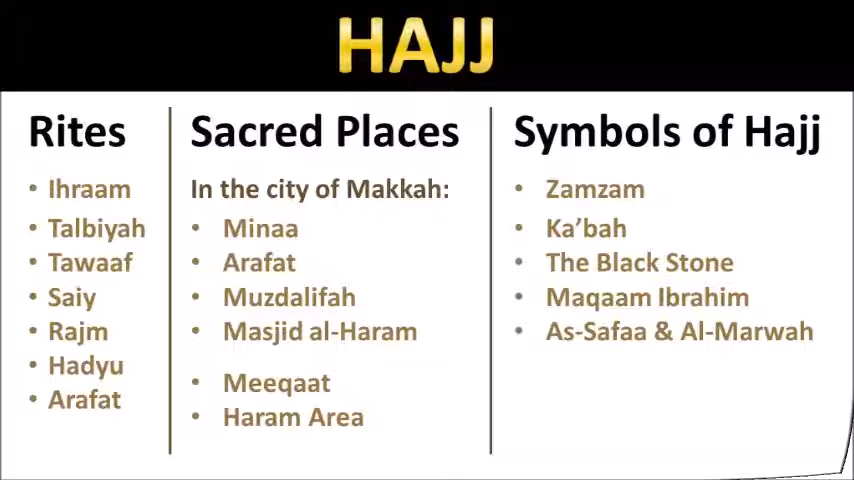 HAJJ
Rites
• Ihraam
• Talbiyah
• Tawaaf
• Saiy
• Rajm
• Hadyu
• Arafat
Sacred Places
In the city of Makkah:
• Minaa
• Arafat
• Muzdalifah
• Masjid al-Haram
• Meeqaat
• Haram Area
Symbols of Hajj
• Zamzam
• Ka’bah
• The Black Stone
• Maqaam Ibrahim
• As-Safaa & Al-Marwah